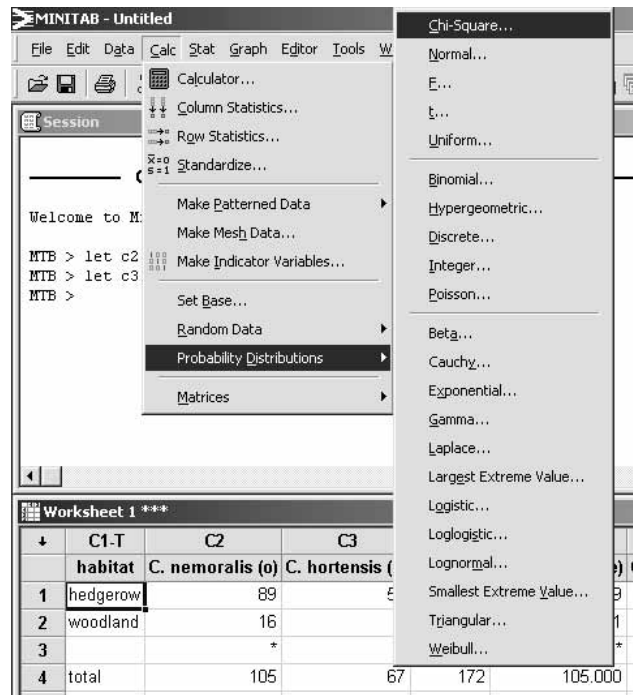 MINITAB - Untitled
File Edit Data Calc Stat Graph Editor Tools W
Session
Welcome to M
MTB > let c2
MTB > let c3
MTB >
Calculator...
Column Statistics...
Row Statistics...
Standardize...
Make Patterned Data
Make Mesh Data...
Make Indicator Variables...
Set Base...
Random Data
Probability Distributions
Matrices
Chi-Square...
Normal...
F...
t...
Uniform...
Binomial...
Hypergeometric...
Discrete...
Integer...
Poisson...
Beta...
Cauchy...
Exponential...
Gamma...
Laplace...
Largest Extreme Value...
Logistic...
Loglogistic...
Lognormal...
Smallest Extreme Value...
Triangular...
Weibull...
Worksheet 1 ***
C1-T C2 C3
habitat C. nemoralis (o) C. hortensis (
1 hedgerow 89
2 woodland 16
3 * *
4 total 105 67 172 105.000